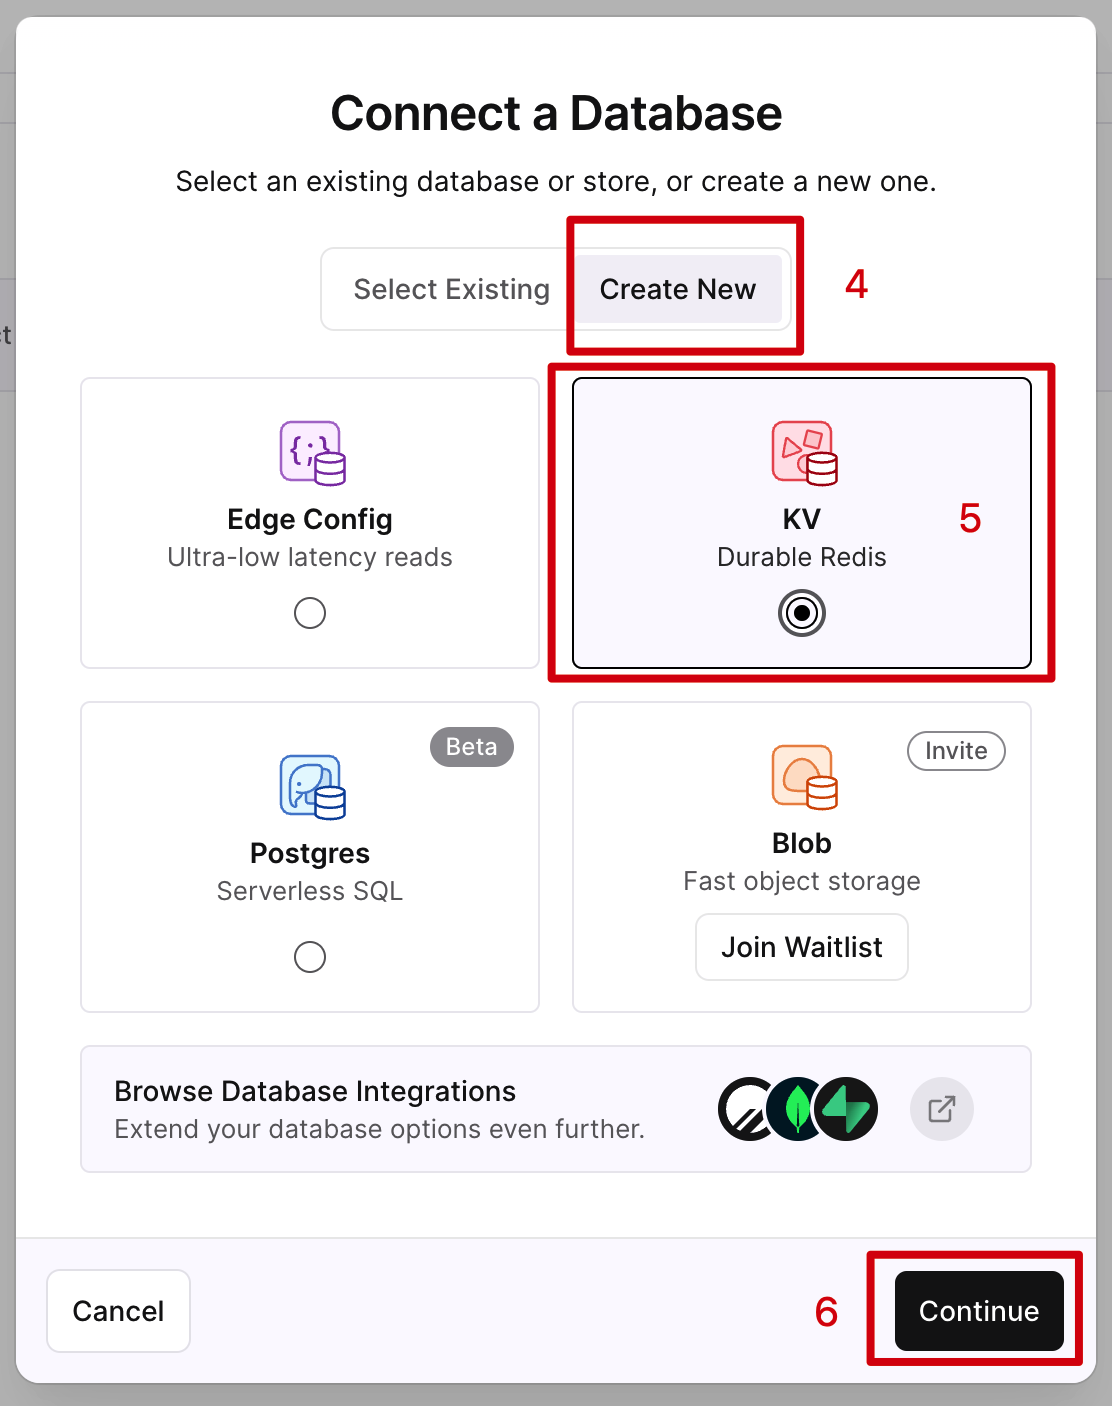 Connect a Database
Select an existing database or store, or create a new one.
Select Existing
Create New
4
ct
{;}
Edge Config
Ultra-low latency reads
KV
5
Durable Redis
Beta
Postgres
Serverless SQL
Invite
Blob
Fast object storage
Join Waitlist
Browse Database Integrations
Extend your database options even further.
Cancel
6
Continue